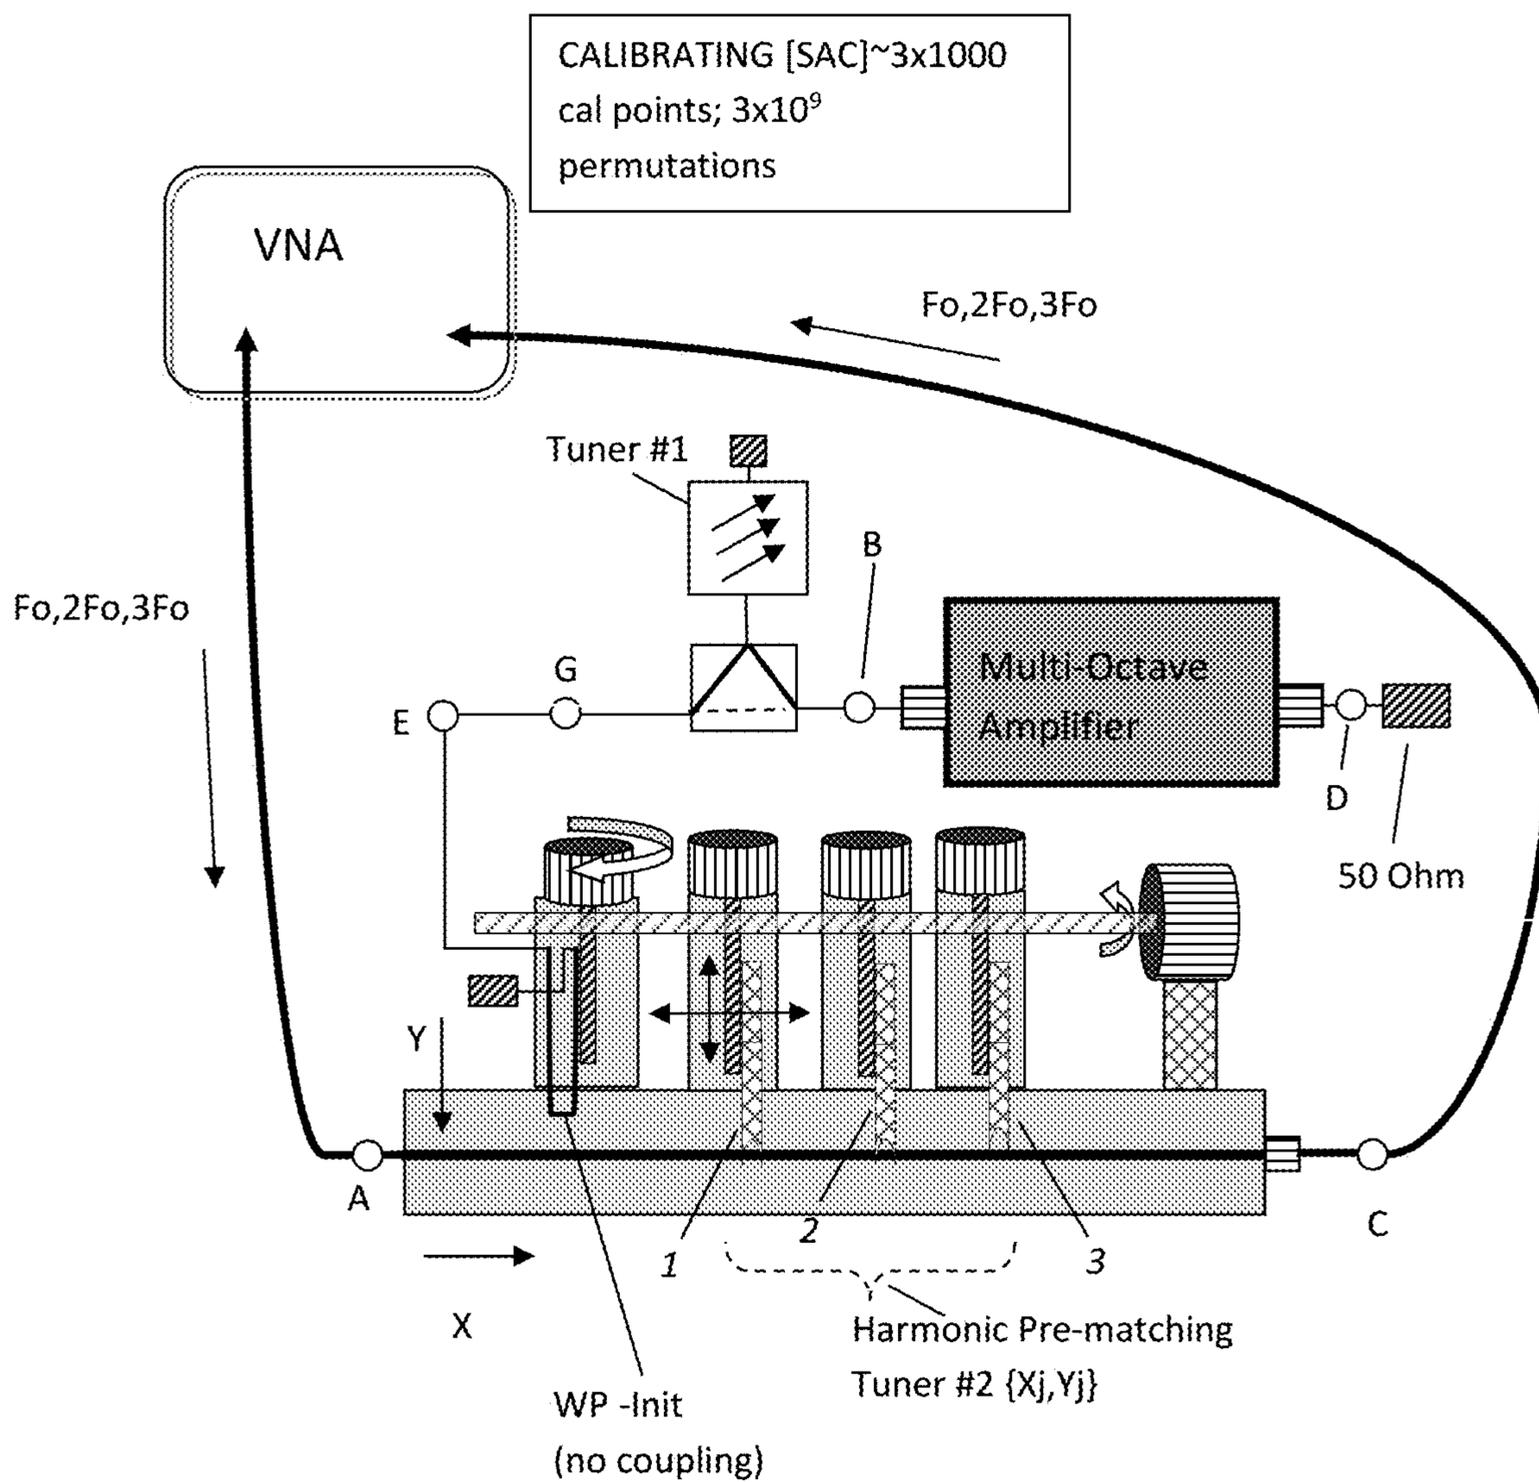 CALIBRATING [SAC]~3x1000
cal points; 3x10⁹
permutations
VNA
Fo,2Fo,3Fo
Tuner #1
B
Fo,2Fo,3Fo
G
Multi-Octave
Amplifier
E
D
50 Ohm
Y
A
C
1
2
3
X
Harmonic Pre-matching
Tuner #2 {Xj,Yj}
WP -Init
(no coupling)